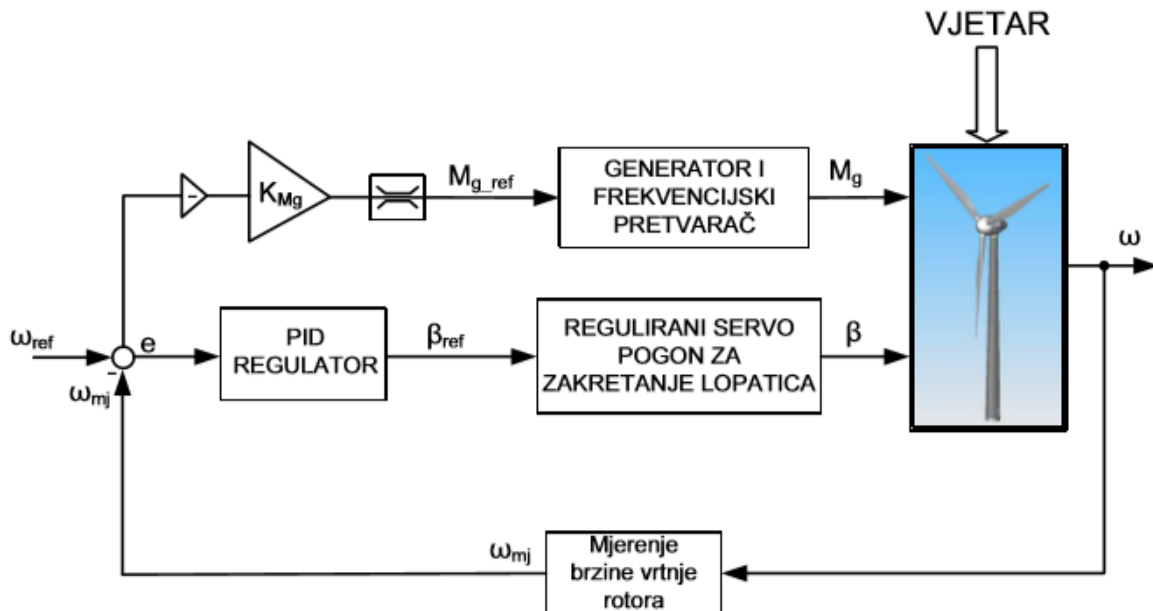 VJETAR
-
K_Mg
M_g_ref
GENERATOR I
FREKVENCIJSKI
PRETVARAČ
M_g
ω
ω_ref
e
-
ω_mj
PID
REGULATOR
β_ref
REGULIRANI SERVO
POGON ZA
ZAKRETANJE LOPATICA
β
ω_mj
Mjerenje
brzine vrtnje
rotora